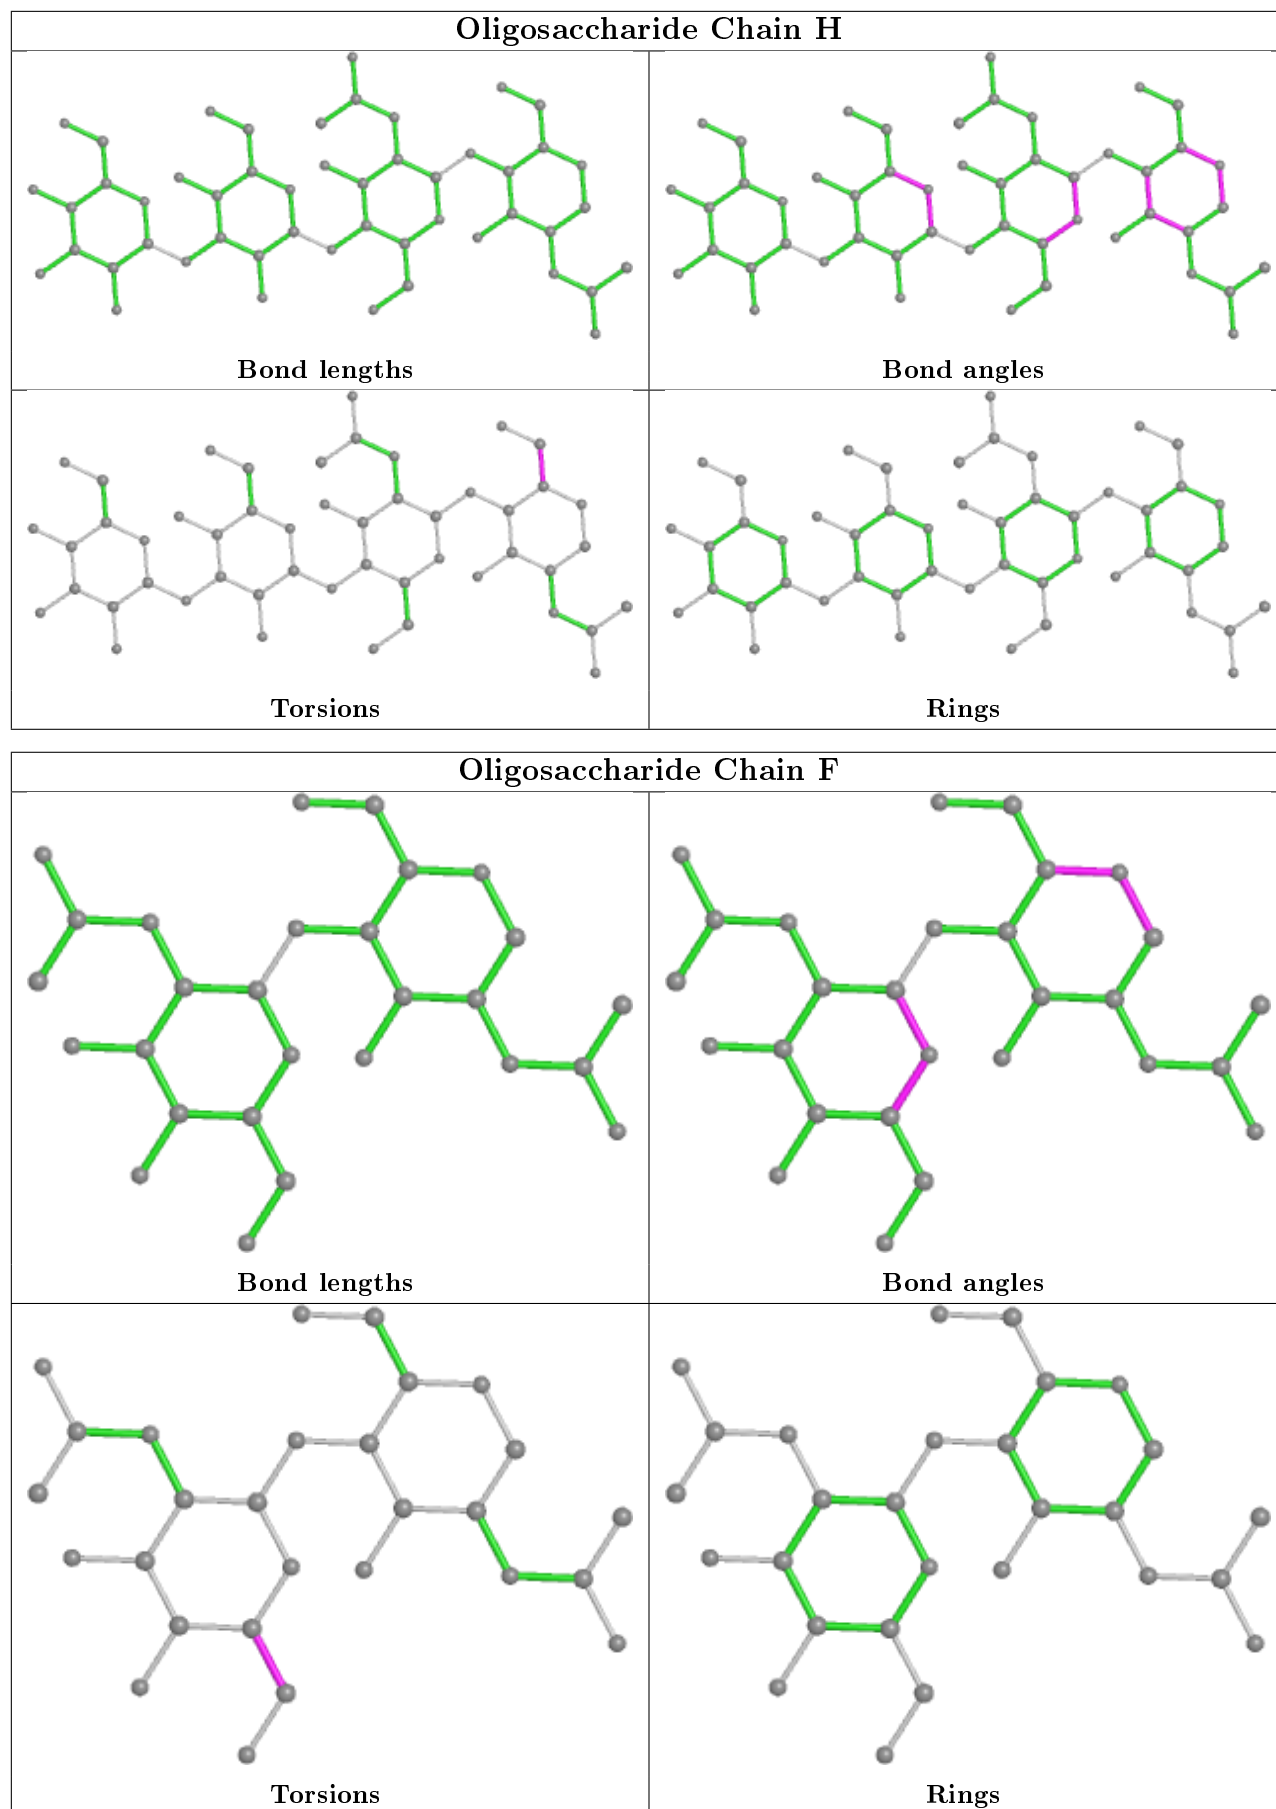 Oligosaccharide Chain H
Bond lengths
Bond angles
Torsions
Rings
Oligosaccharide Chain F
Bond lengths
Bond angles
Torsions
Rings